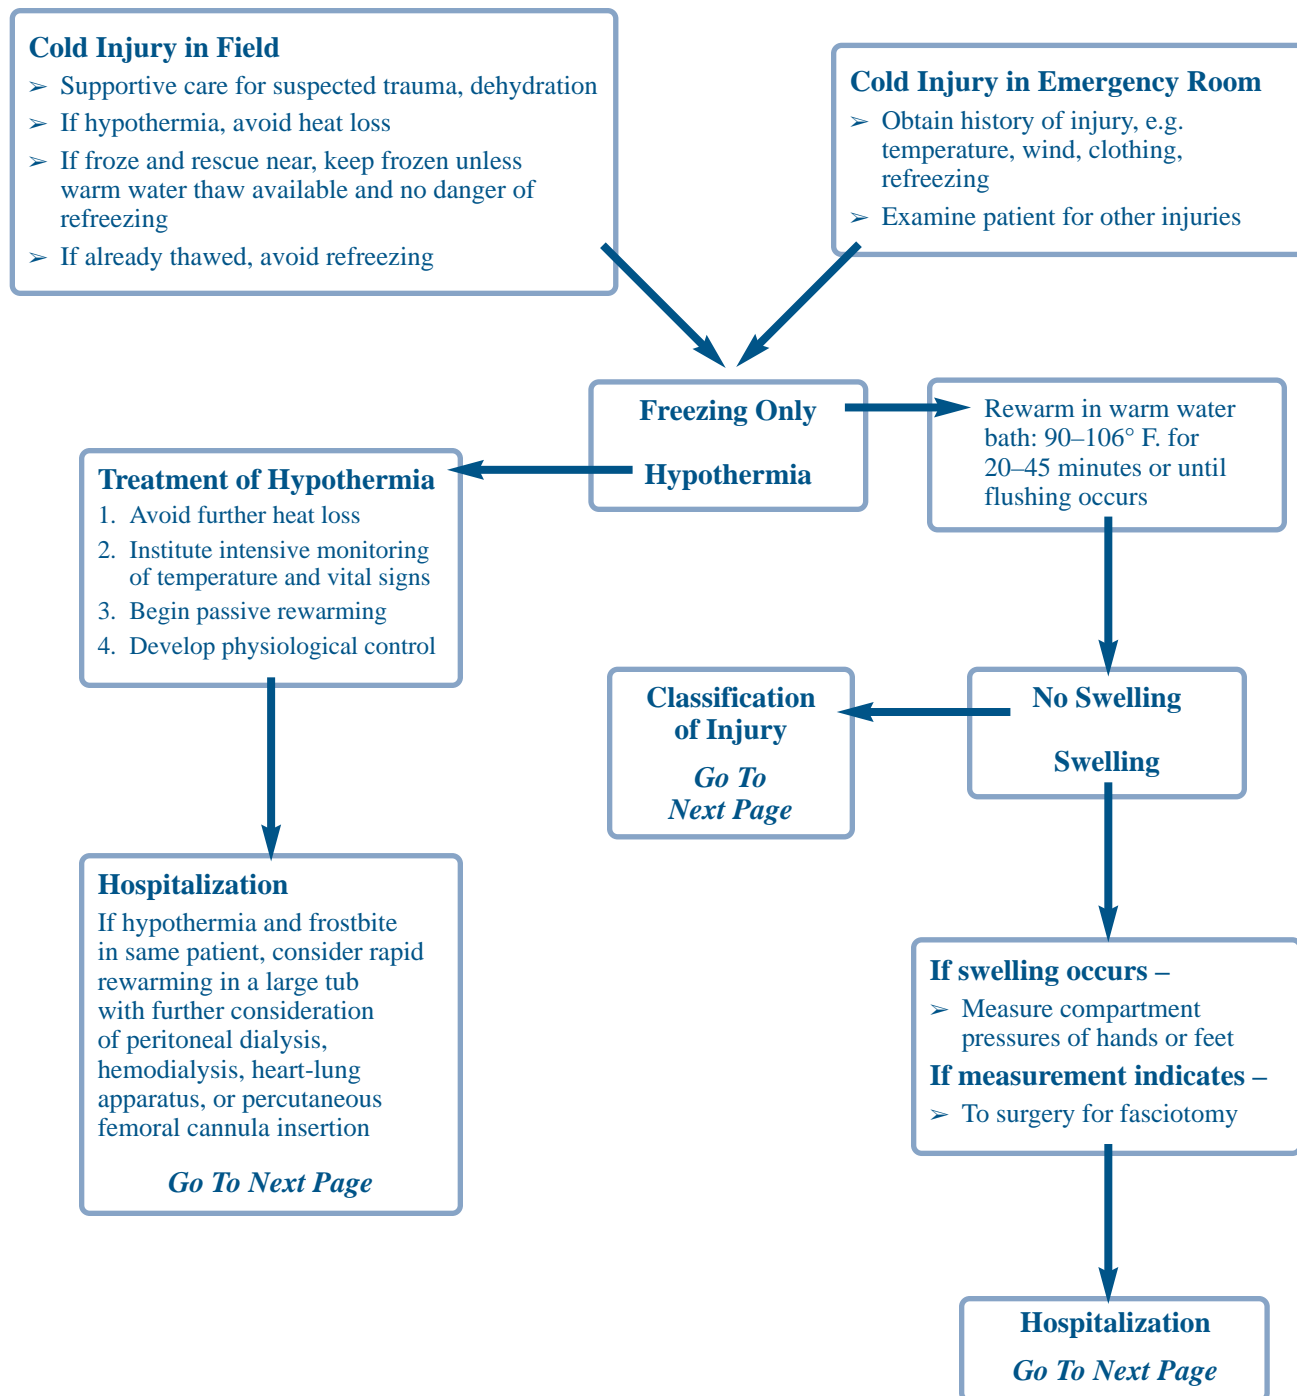 Cold Injury in Field
➢ Supportive care for suspected trauma, dehydration
➢ If hypothermia, avoid heat loss
➢ If froze and rescue near, keep frozen unless
warm water thaw available and no danger of
refreezing
➢ If already thawed, avoid refreezing
Cold Injury in Emergency Room
➢ Obtain history of injury, e.g.
temperature, wind, clothing,
refreezing
➢ Examine patient for other injuries
Freezing Only
Hypothermia
Rewarm in warm water
bath: 90–106° F. for
20–45 minutes or until
flushing occurs
Treatment of Hypothermia
1. Avoid further heat loss
2. Institute intensive monitoring
of temperature and vital signs
3. Begin passive rewarming
4. Develop physiological control
Classification
of Injury
Go To
Next Page
No Swelling
Swelling
Hospitalization
If hypothermia and frostbite
in same patient, consider rapid
rewarming in a large tub
with further consideration
of peritoneal dialysis,
hemodialysis, heart-lung
apparatus, or percutaneous
femoral cannula insertion
Go To Next Page
If swelling occurs –
➢ Measure compartment
pressures of hands or feet
If measurement indicates –
➢ To surgery for fasciotomy
Hospitalization
Go To Next Page